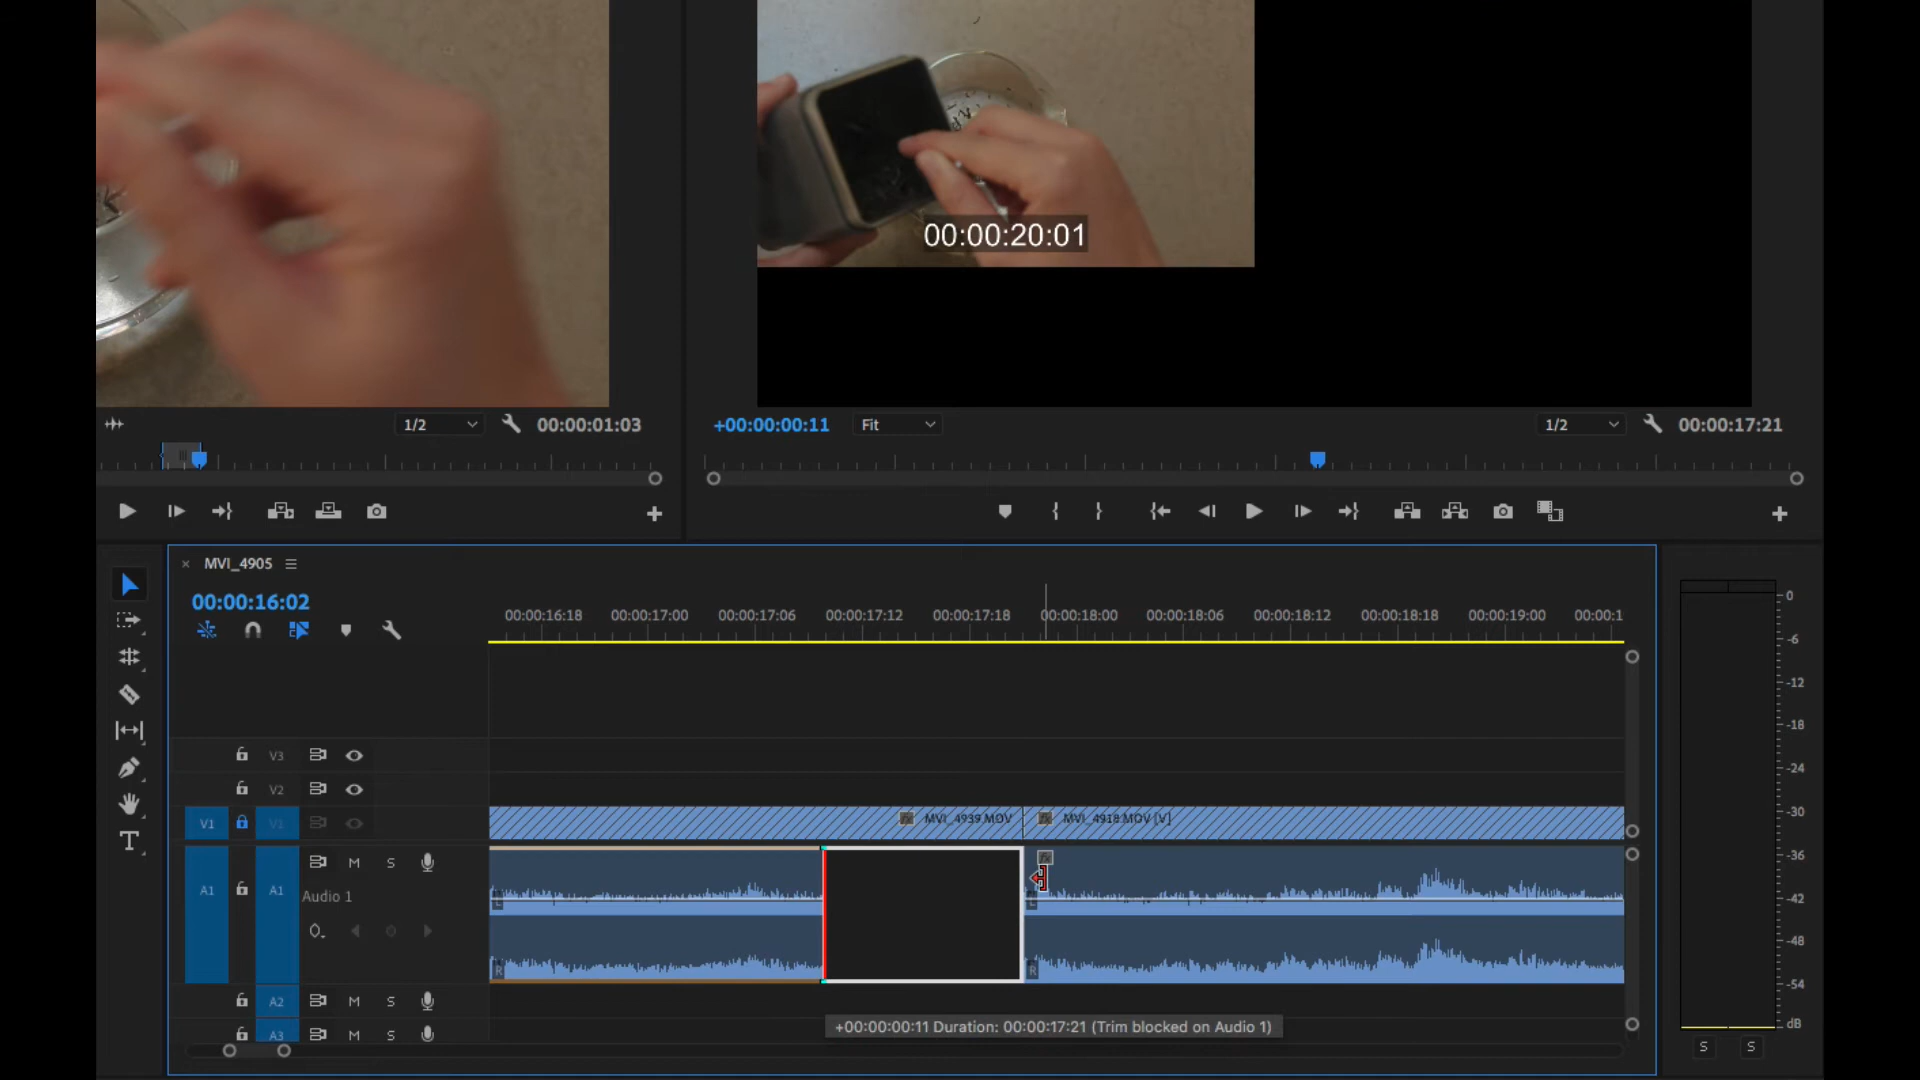 00:00:20:01
1/2
00:00:01:03
+00:00:00:11
Fit
1/2
00:00:17:21
MVI_4905
00:00:16:02
00:00:16:18
00:00:17:00
00:00:17:06
00:00:17:12
00:00:17:18
00:00:18:00
00:00:18:06
00:00:18:12
00:00:18:18
00:00:19:00
00:00:1
V3
V2
V1
V1
MVI_4939.MOV
MVI_4918.MOV [V]
A1
A1
M
S
Audio 1
L
R
L
R
A2
M
S
A3
M
S
+00:00:00:11 Duration: 00:00:17:21 (Trim blocked on Audio 1)
0
-6
-12
-18
-24
-30
-36
-42
-48
-54
dB
S
S